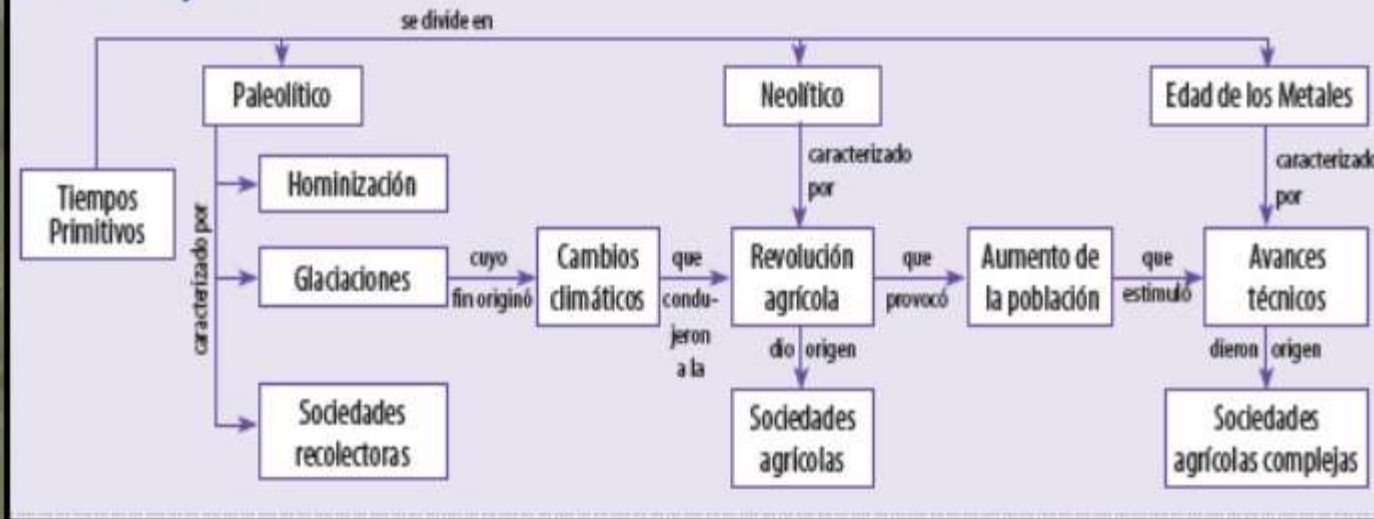 se divide en
Paleolítico
Neolítico
Edad de los Metales
Tiempos
Primitivos
caracterizado por
Hominización
Glaciaciones
cuyo
fin originó
Cambios
climáticos
que
condu-
jeron
a la
caracterizado
por
Revolución
agrícola
que
provocó
Aumento de
la población
que
estimuló
caracterizado
por
Avances
técnicos
Sociedades
recolectoras
dio origen
Sociedades
agrícolas
dieron origen
Sociedades
agrícolas complejas